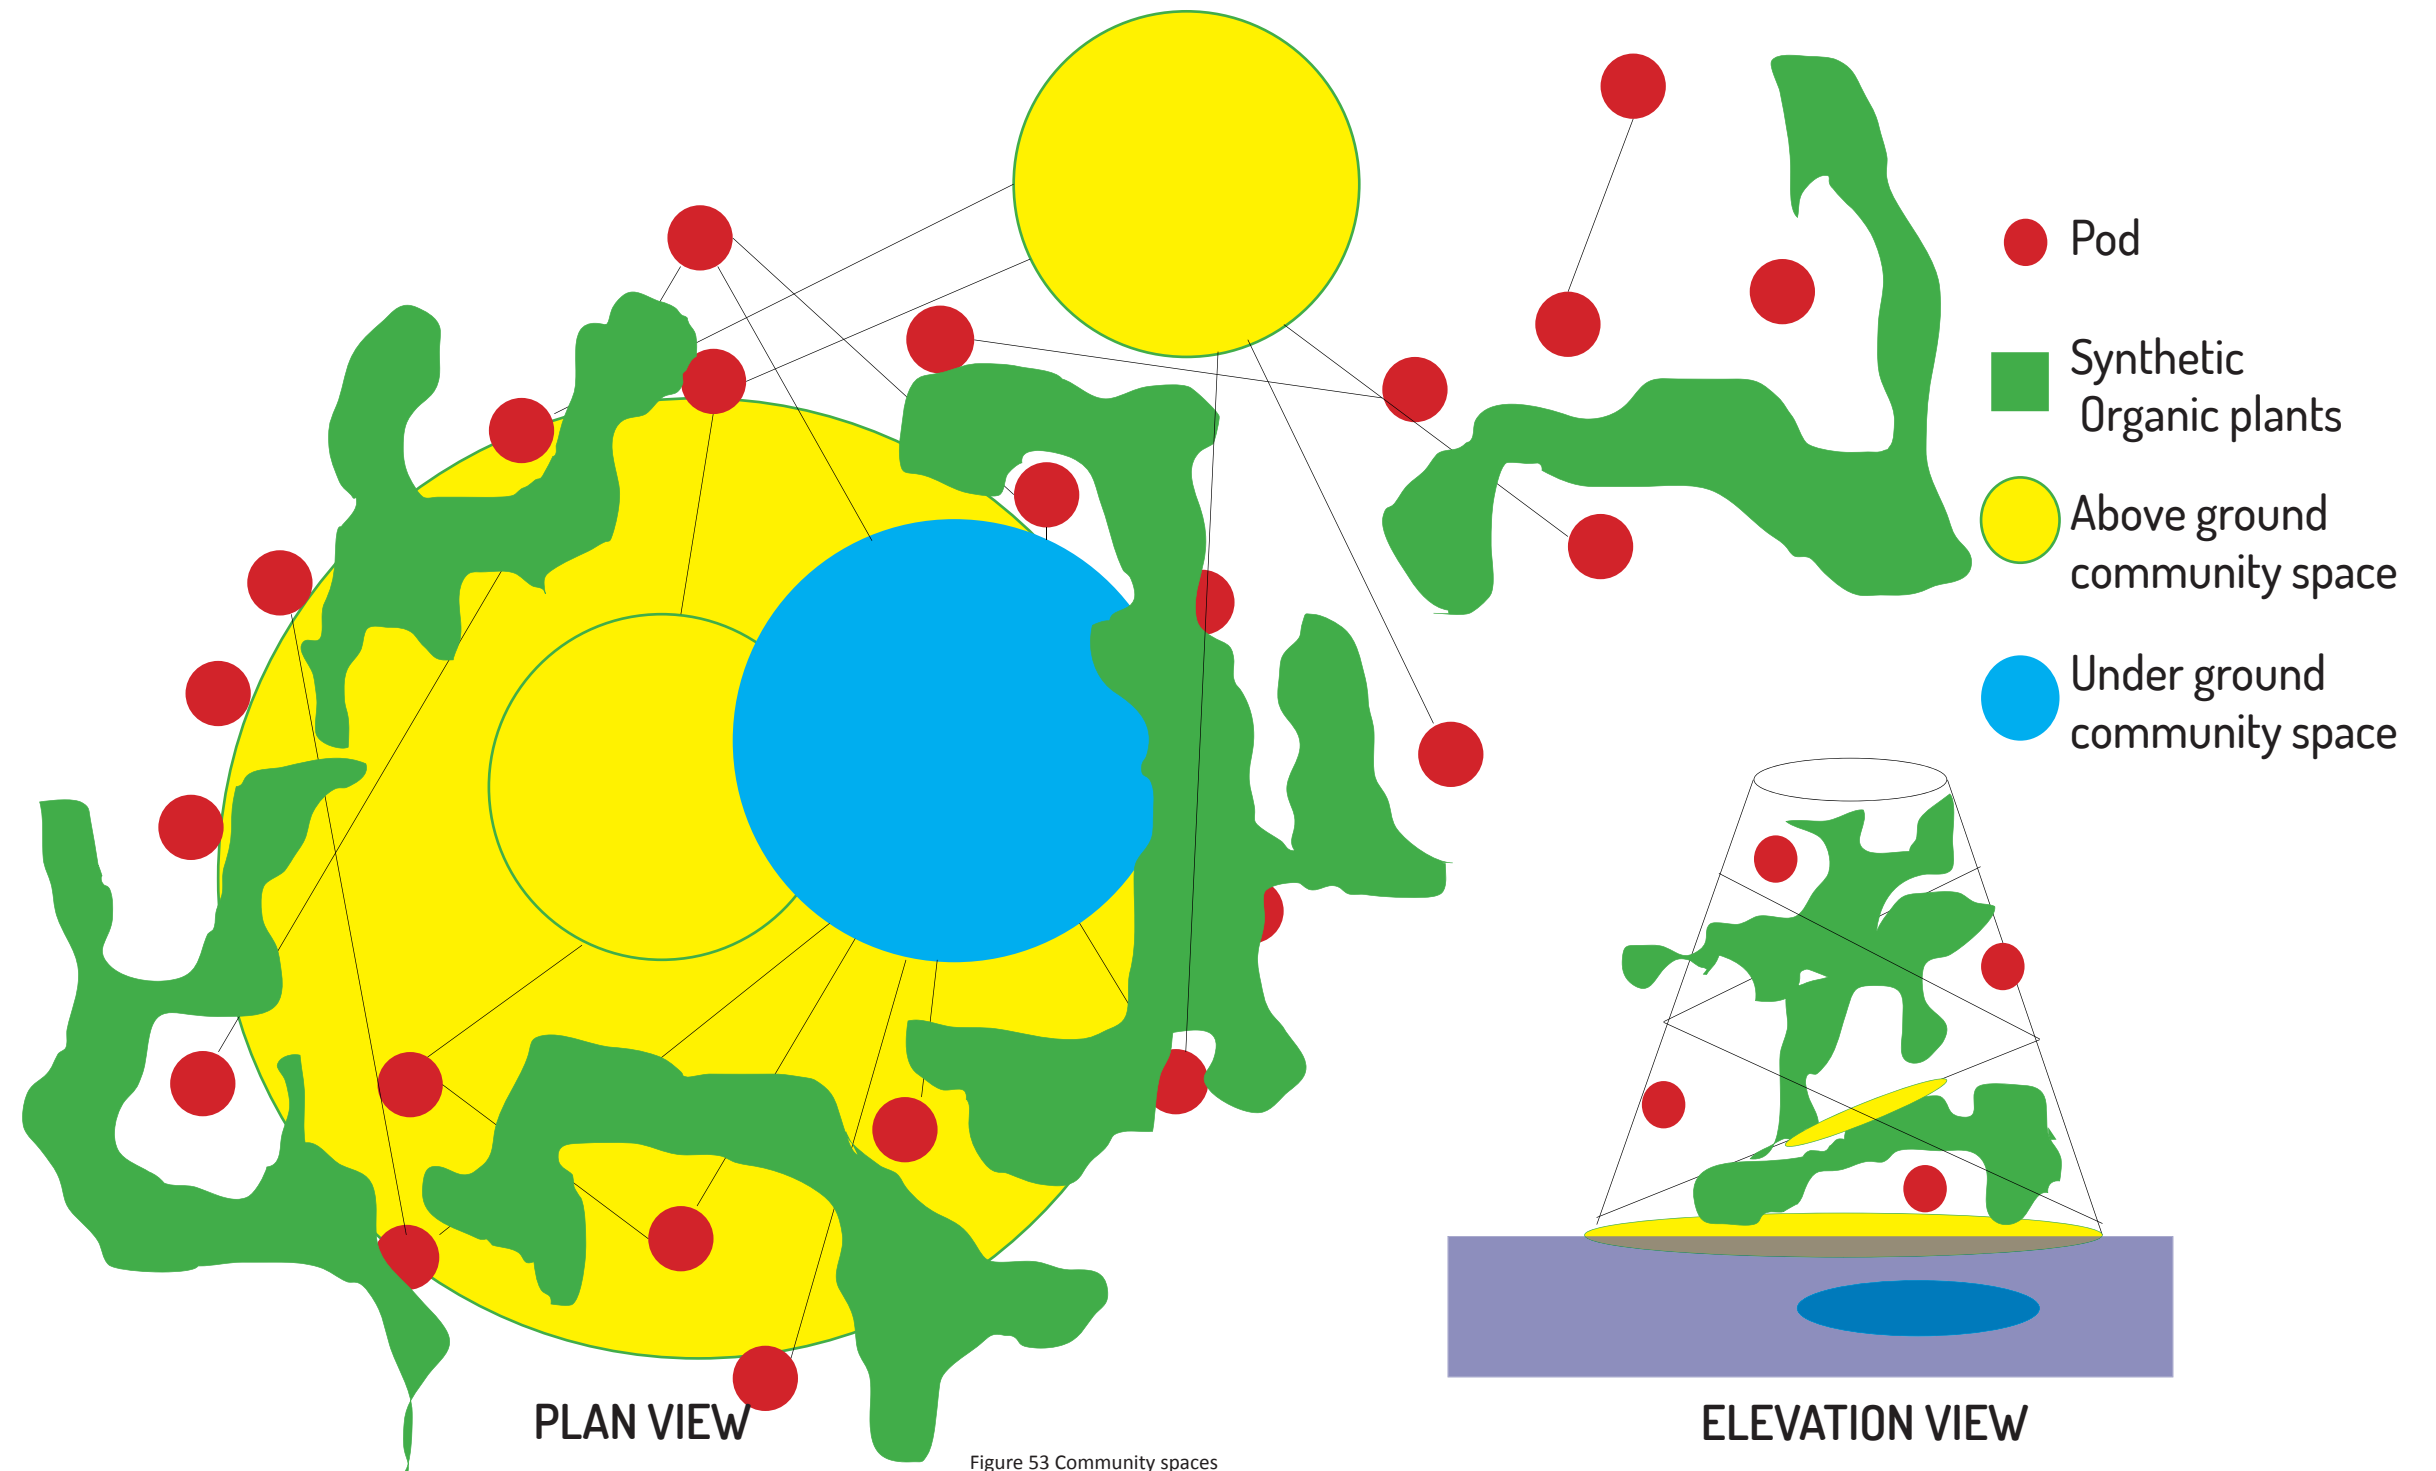 Pod
Synthetic
Organic plants
Above ground
community space
Under ground
community space
PLAN VIEW
ELEVATION VIEW
Figure 53 Community spaces